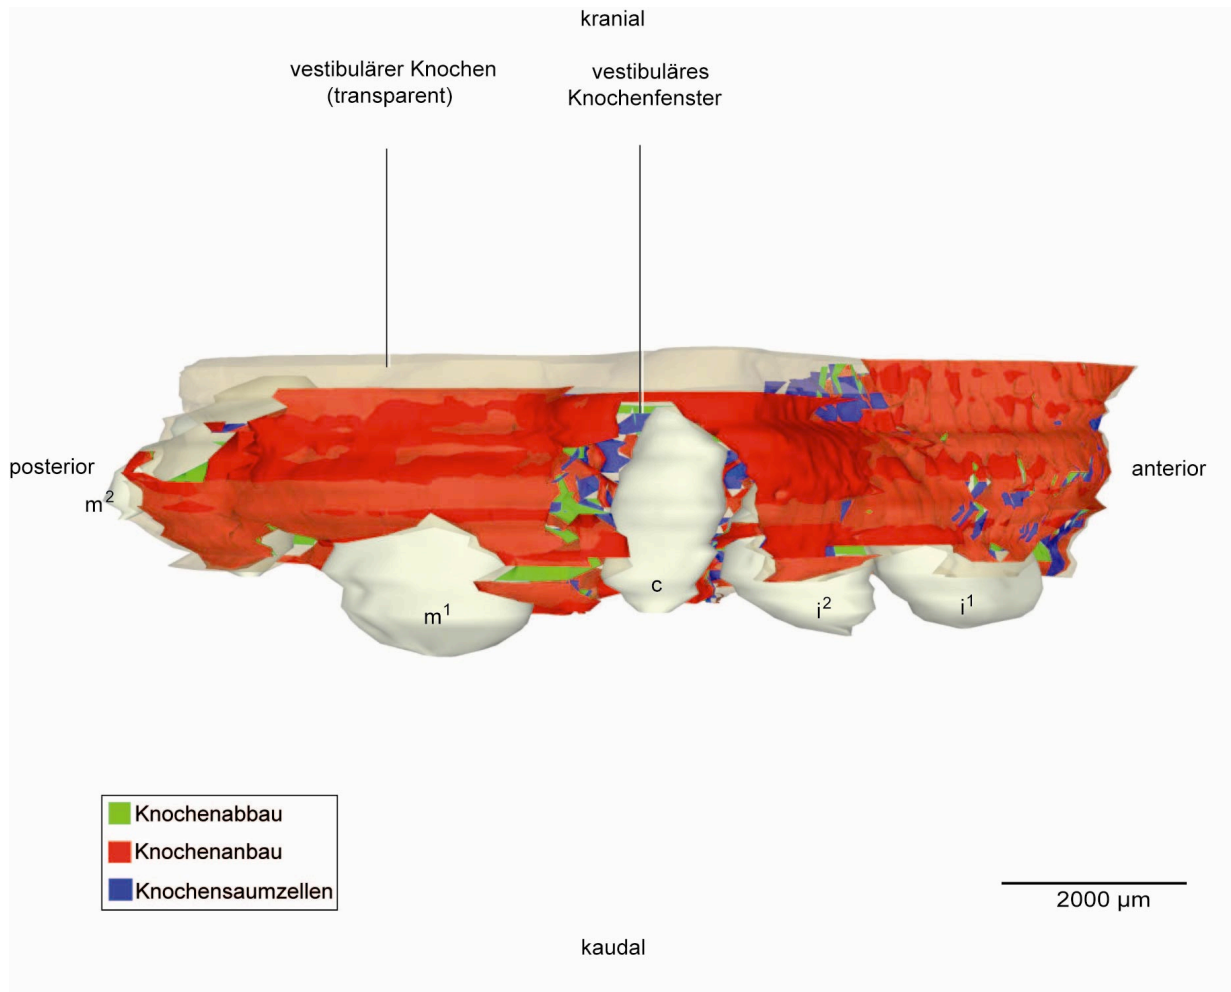 kranial
vestibulärer Knochen
(transparent)
vestibuläres
Knochenfenster
posterior
anterior
m²
m¹
c
i²
i¹
Knochenabbau
Knochenanbau
Knochensaumzellen
2000 µm
kaudal